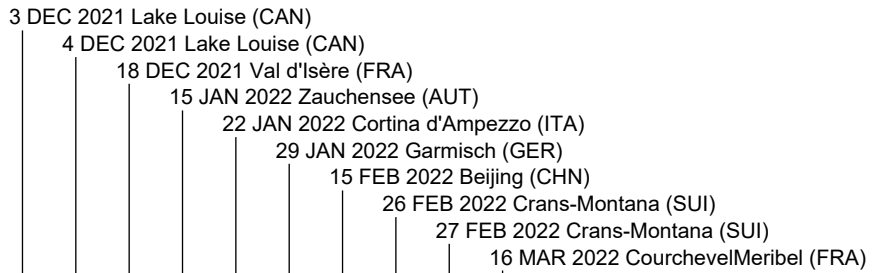 3 DEC 2021 Lake Louise (CAN)
4 DEC 2021 Lake Louise (CAN)
18 DEC 2021 Val d'Isère (FRA)
15 JAN 2022 Zauchensee (AUT)
22 JAN 2022 Cortina d'Ampezzo (ITA)
29 JAN 2022 Garmisch (GER)
15 FEB 2022 Beijing (CHN)
26 FEB 2022 Crans-Montana (SUI)
27 FEB 2022 Crans-Montana (SUI)
16 MAR 2022 CourchevelMeribel (FRA)